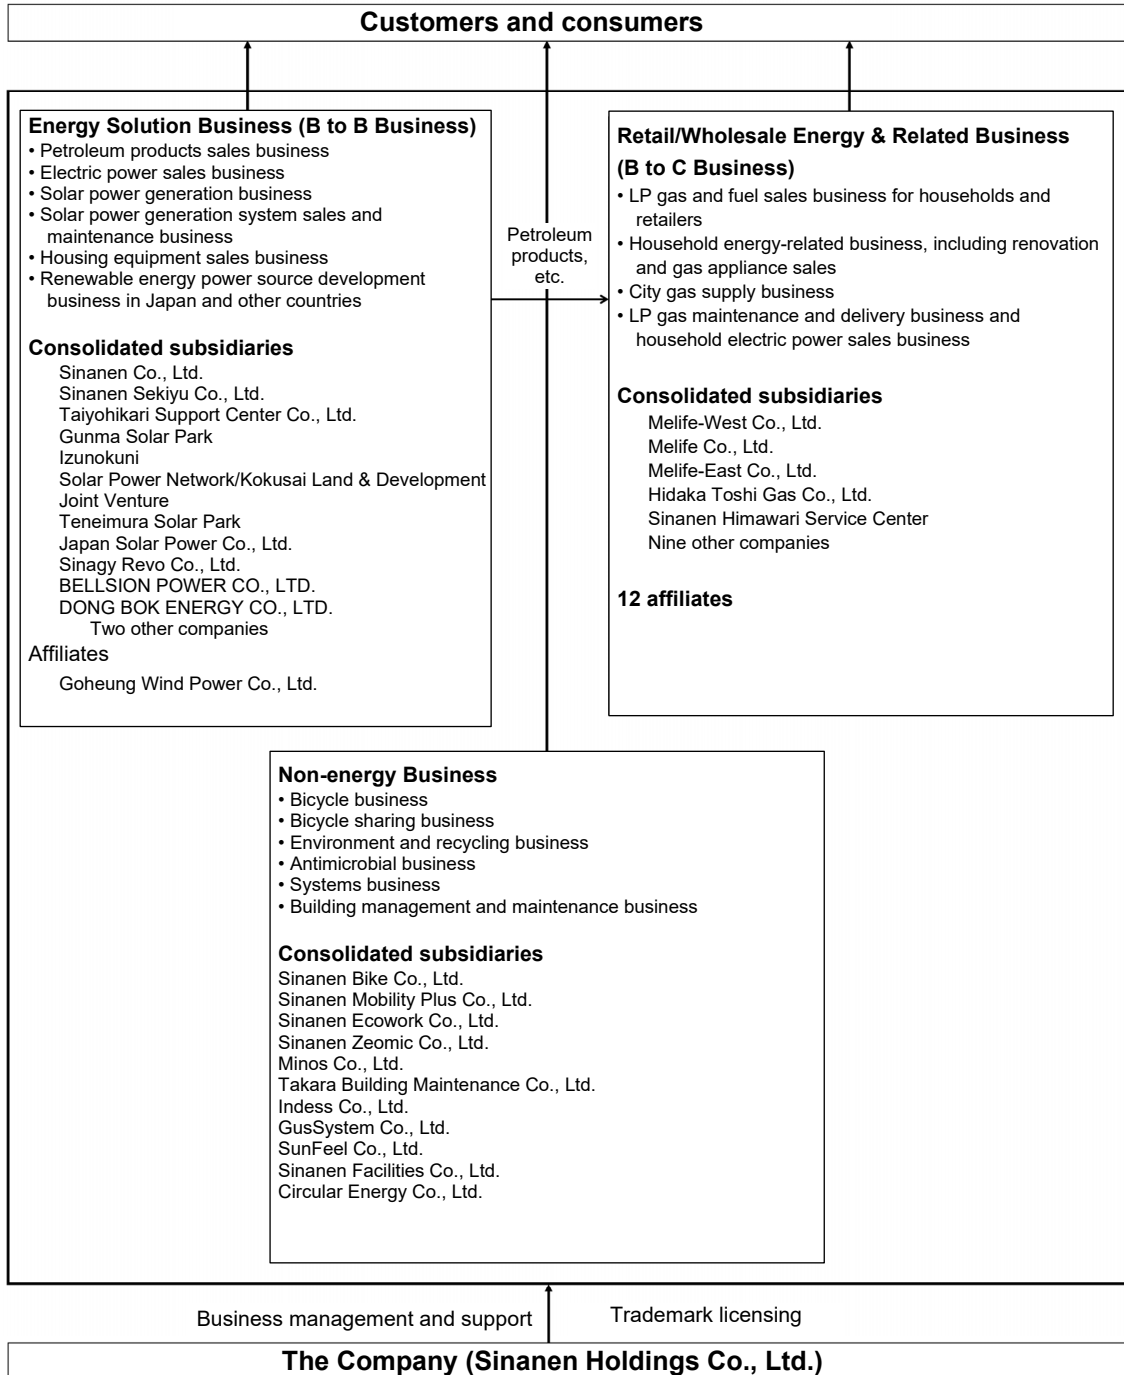 Customers and consumers
Energy Solution Business (B to B Business)
• Petroleum products sales business
• Electric power sales business
• Solar power generation business
• Solar power generation system sales and
maintenance business
• Housing equipment sales business
• Renewable energy power source development
business in Japan and other countries
Consolidated subsidiaries
Sinanen Co., Ltd.
Sinanen Sekiyu Co., Ltd.
Taiyohikari Support Center Co., Ltd.
Gunma Solar Park
Izunokuni
Solar Power Network/Kokusai Land & Development
Joint Venture
Teneimura Solar Park
Japan Solar Power Co., Ltd.
Sinagy Revo Co., Ltd.
BELLSION POWER CO., LTD.
DONG BOK ENERGY CO., LTD.
Two other companies
Affiliates
Goheung Wind Power Co., Ltd.
Petroleum
products,
etc.
Retail/Wholesale Energy & Related Business
(B to C Business)
• LP gas and fuel sales business for households and
retailers
• Household energy-related business, including renovation
and gas appliance sales
• City gas supply business
• LP gas maintenance and delivery business and
household electric power sales business
Consolidated subsidiaries
Melife-West Co., Ltd.
Melife Co., Ltd.
Melife-East Co., Ltd.
Hidaka Toshi Gas Co., Ltd.
Sinanen Himawari Service Center
Nine other companies
12 affiliates
Non-energy Business
• Bicycle business
• Bicycle sharing business
• Environment and recycling business
• Antimicrobial business
• Systems business
• Building management and maintenance business
Consolidated subsidiaries
Sinanen Bike Co., Ltd.
Sinanen Mobility Plus Co., Ltd.
Sinanen Ecowork Co., Ltd.
Sinanen Zeomic Co., Ltd.
Minos Co., Ltd.
Takara Building Maintenance Co., Ltd.
Indess Co., Ltd.
GusSystem Co., Ltd.
SunFeel Co., Ltd.
Sinanen Facilities Co., Ltd.
Circular Energy Co., Ltd.
Business management and support
Trademark licensing
The Company (Sinanen Holdings Co., Ltd.)